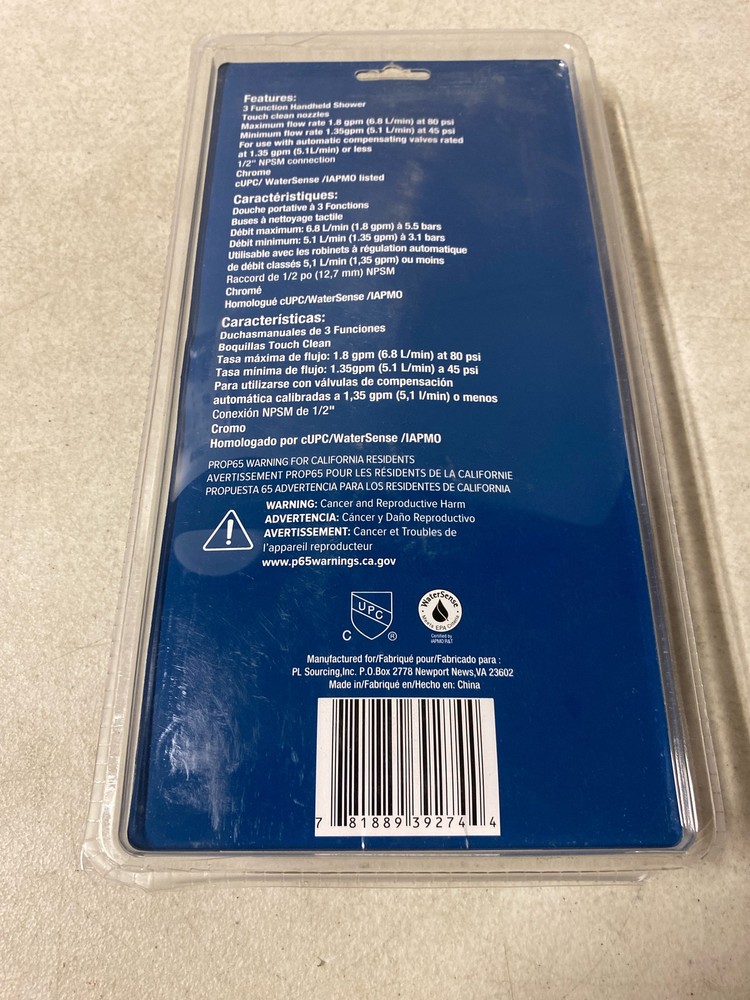 Features:
3 Function Handheld Shower
Touch clean nozzles
Maximum flow rate 1.8 gpm (6.8 L/min) at 80 psi
Minimum flow rate 1.35gpm (5.1 L/min) at 45 psi
For use with automatic compensating valves rated
at 1.35 gpm (5.1L/min) or less
1/2" NPSM connection
Chrome
cUPC/ WaterSense /IAPMO listed
Caractéristiques:
Douche portative à 3 Fonctions
Buses à nettoyage tactile
Débit maximum: 6.8 L/min (1.8 gpm) à 5.5 bars
Débit minimum: 5.1 L/min (1.35 gpm) à 3.1 bars
Utilisable avec les robinets à régulation automatique
de débit classés 5,1 L/min (1,35 gpm) ou moins
Raccord de 1/2 po (12,7 mm) NPSM
Chromé
Homologué cUPC/WaterSense /IAPMO
Características:
Duchasmanuales de 3 Funciones
Boquillas Touch Clean
Tasa máxima de flujo: 1.8 gpm (6.8 L/min) at 80 psi
Tasa mínima de flujo: 1.35gpm (5.1 L/min) a 45 psi
Para utilizarse con válvulas de compensación
automática calibradas a 1,35 gpm (5,1 l/min) o menos
Conexión NPSM de 1/2"
Cromo
Homologado por cUPC/WaterSense /IAPMO
PROP65 WARNING FOR CALIFORNIA RESIDENTS
AVERTISSEMENT PROP65 POUR LES RÉSIDENTS DE LA CALIFORNIE
PROPUESTA 65 ADVERTENCIA PARA LOS RESIDENTES DE CALIFORNIA
WARNING: Cancer and Reproductive Harm
ADVERTENCIA: Cáncer y Daño Reproductivo
AVERTISSEMENT: Cancer et Troubles de
l'appareil reproducteur
www.p65warnings.ca.gov
UPC
C ®
WaterSense
Meets EPA Criteria
Certified by
IAPMO R&T
Manufactured for/Fabriqué pour/Fabricado para :
PL Sourcing,Inc. P.O.Box 2778 Newport News,VA 23602
Made in/Fabriqué en/Hecho en: China
7 81889 39274 4